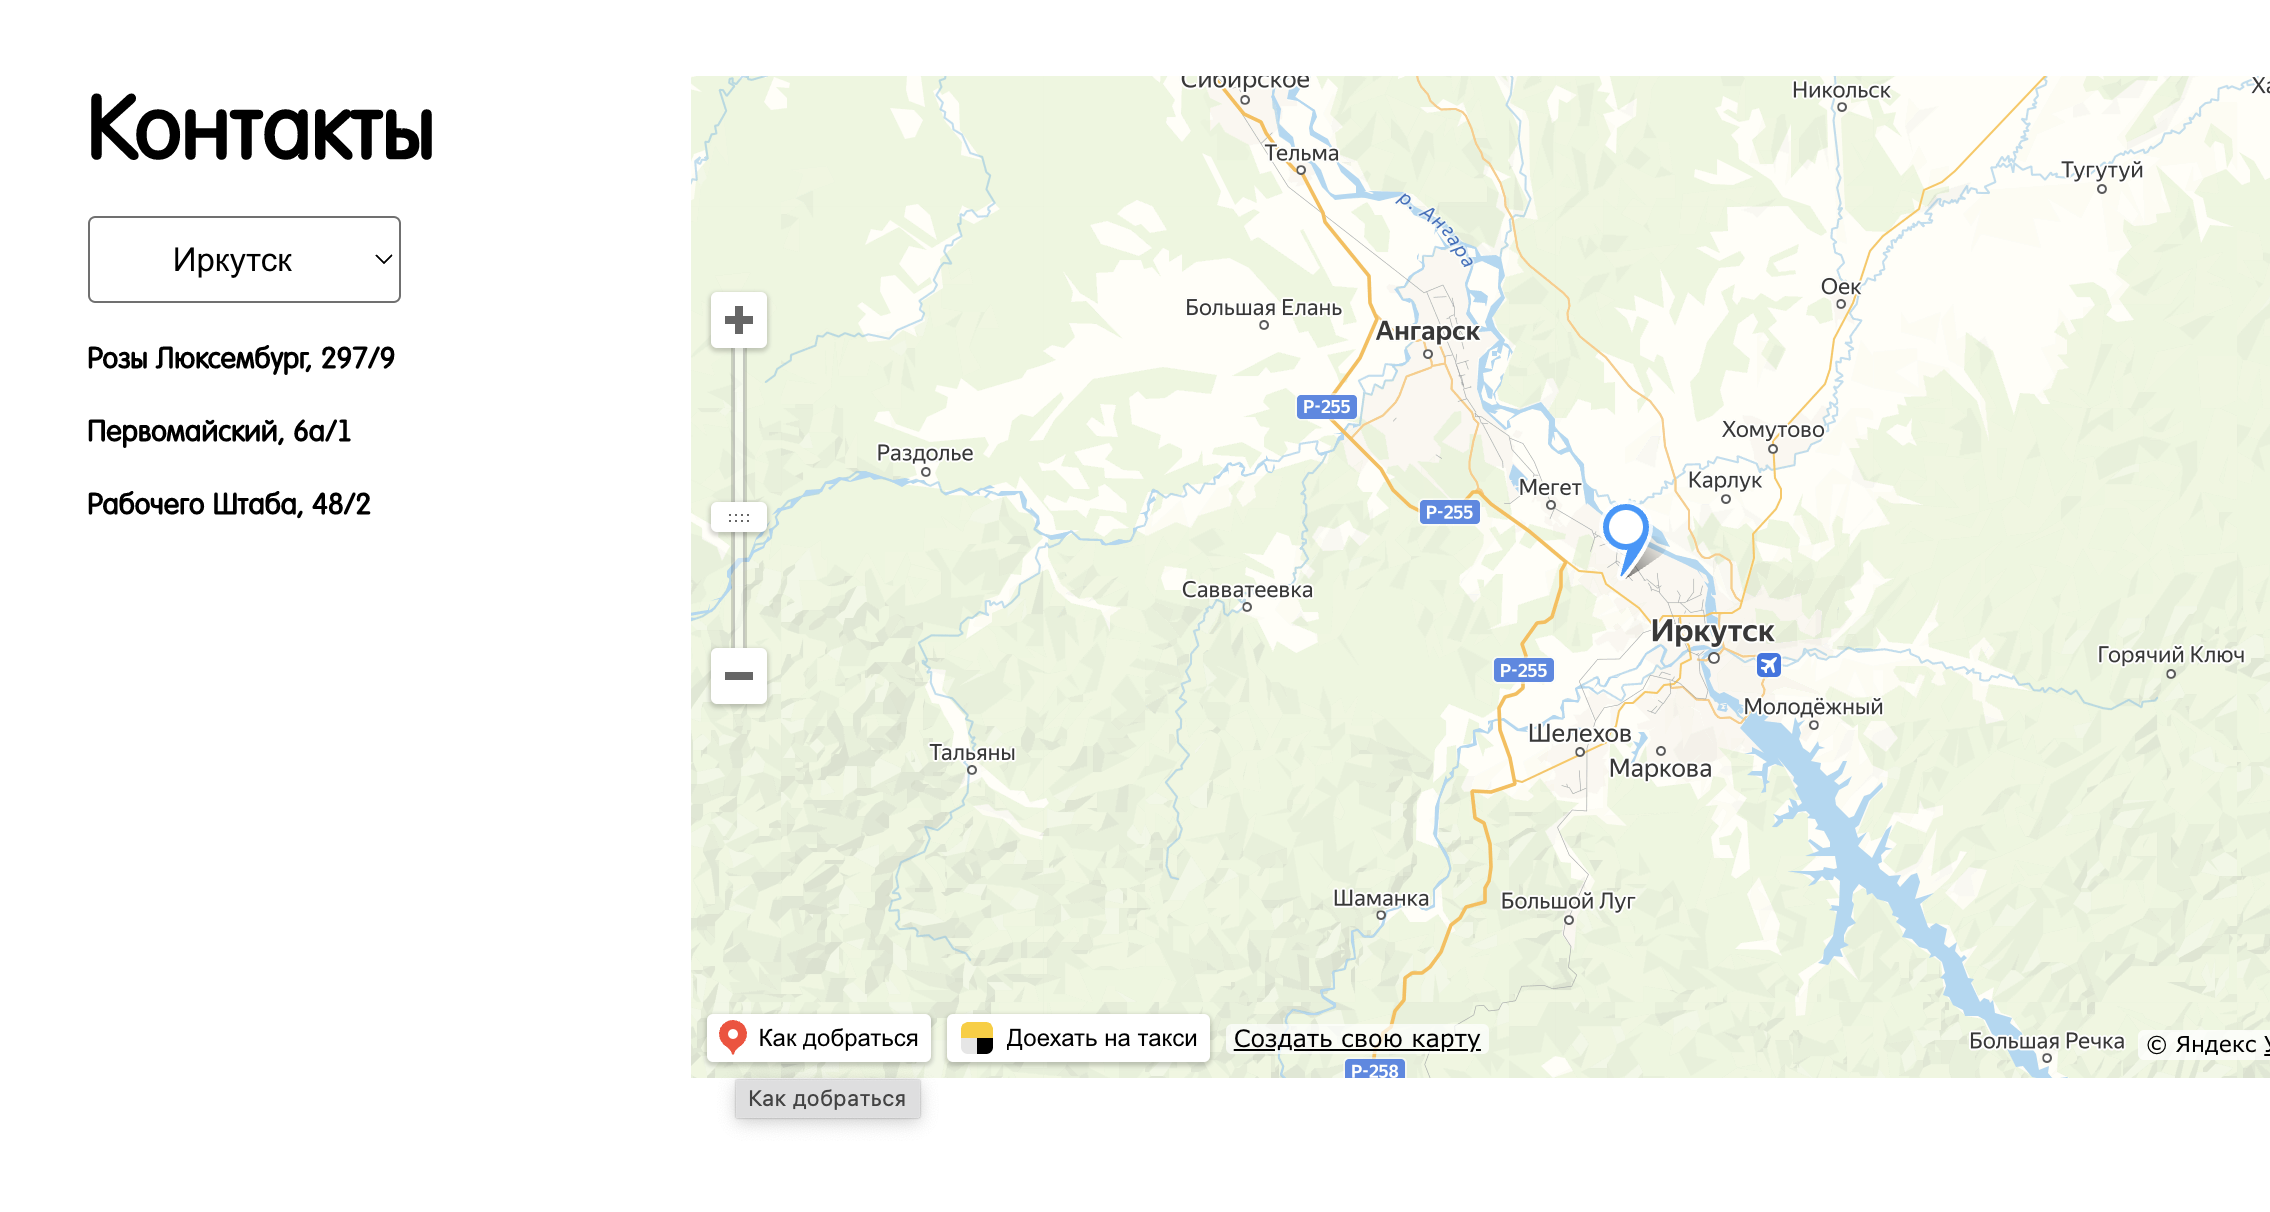 Контакты
Иркутск
Розы Люксембург, 297/9
Первомайский, 6а/1
Рабочего Штаба, 48/2
Сибирское
Никольск
Тельма
Тугутуй
р. Ангара
Оек
Большая Елань
Ангарск
Р-255
Хомутово
Раздолье
Карлук
Мегет
Р-255
Савватеевка
Иркутск
Горячий Ключ
Р-255
Молодёжный
Шелехов
Тальяны
Маркова
Шаманка
Большой Луг
Как добраться
Доехать на такси
Создать свою карту
Большая Речка
© Яндекс
Р-258
Как добраться